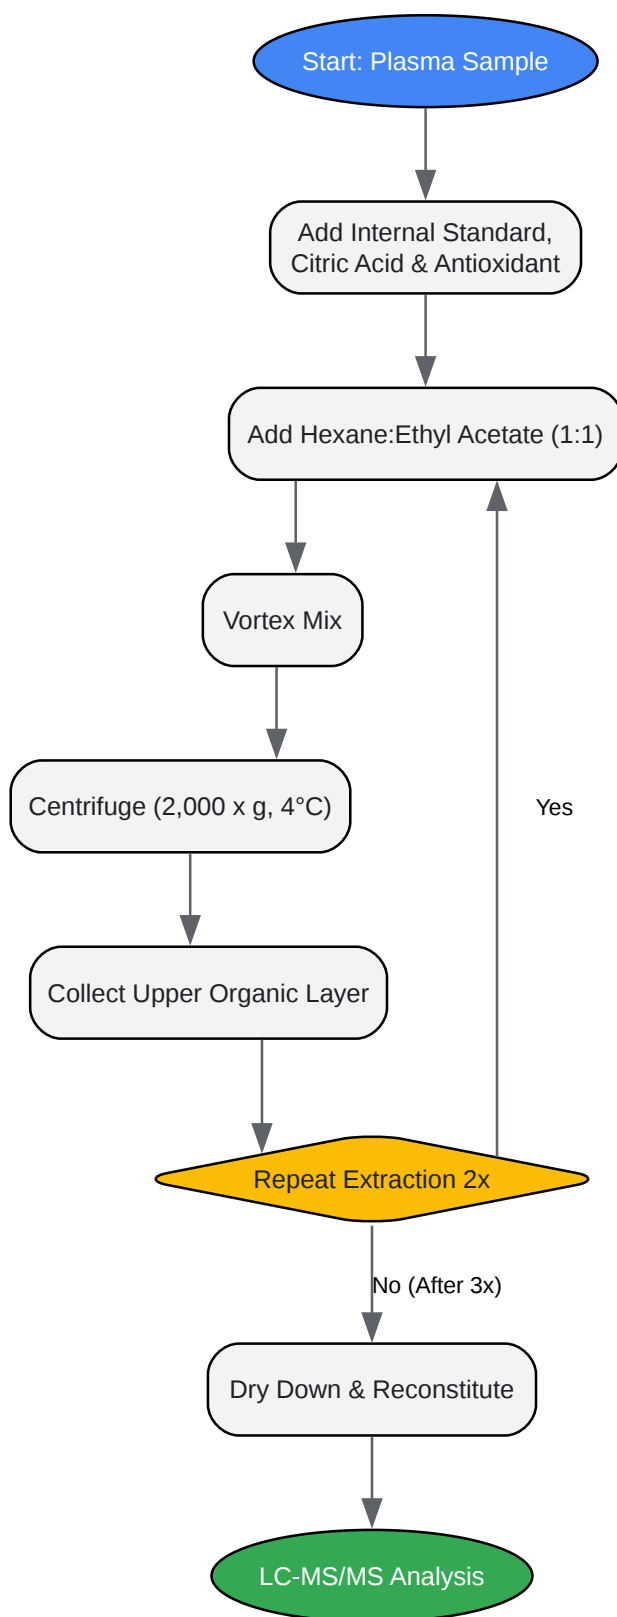 Start: Plasma Sample
Add Internal Standard,
Citric Acid & Antioxidant
Add Hexane:Ethyl Acetate (1:1)
Vortex Mix
Centrifuge (2,000 x g, 4°C)
Yes
Collect Upper Organic Layer
Repeat Extraction 2x
No (After 3x)
Dry Down & Reconstitute
LC-MS/MS Analysis